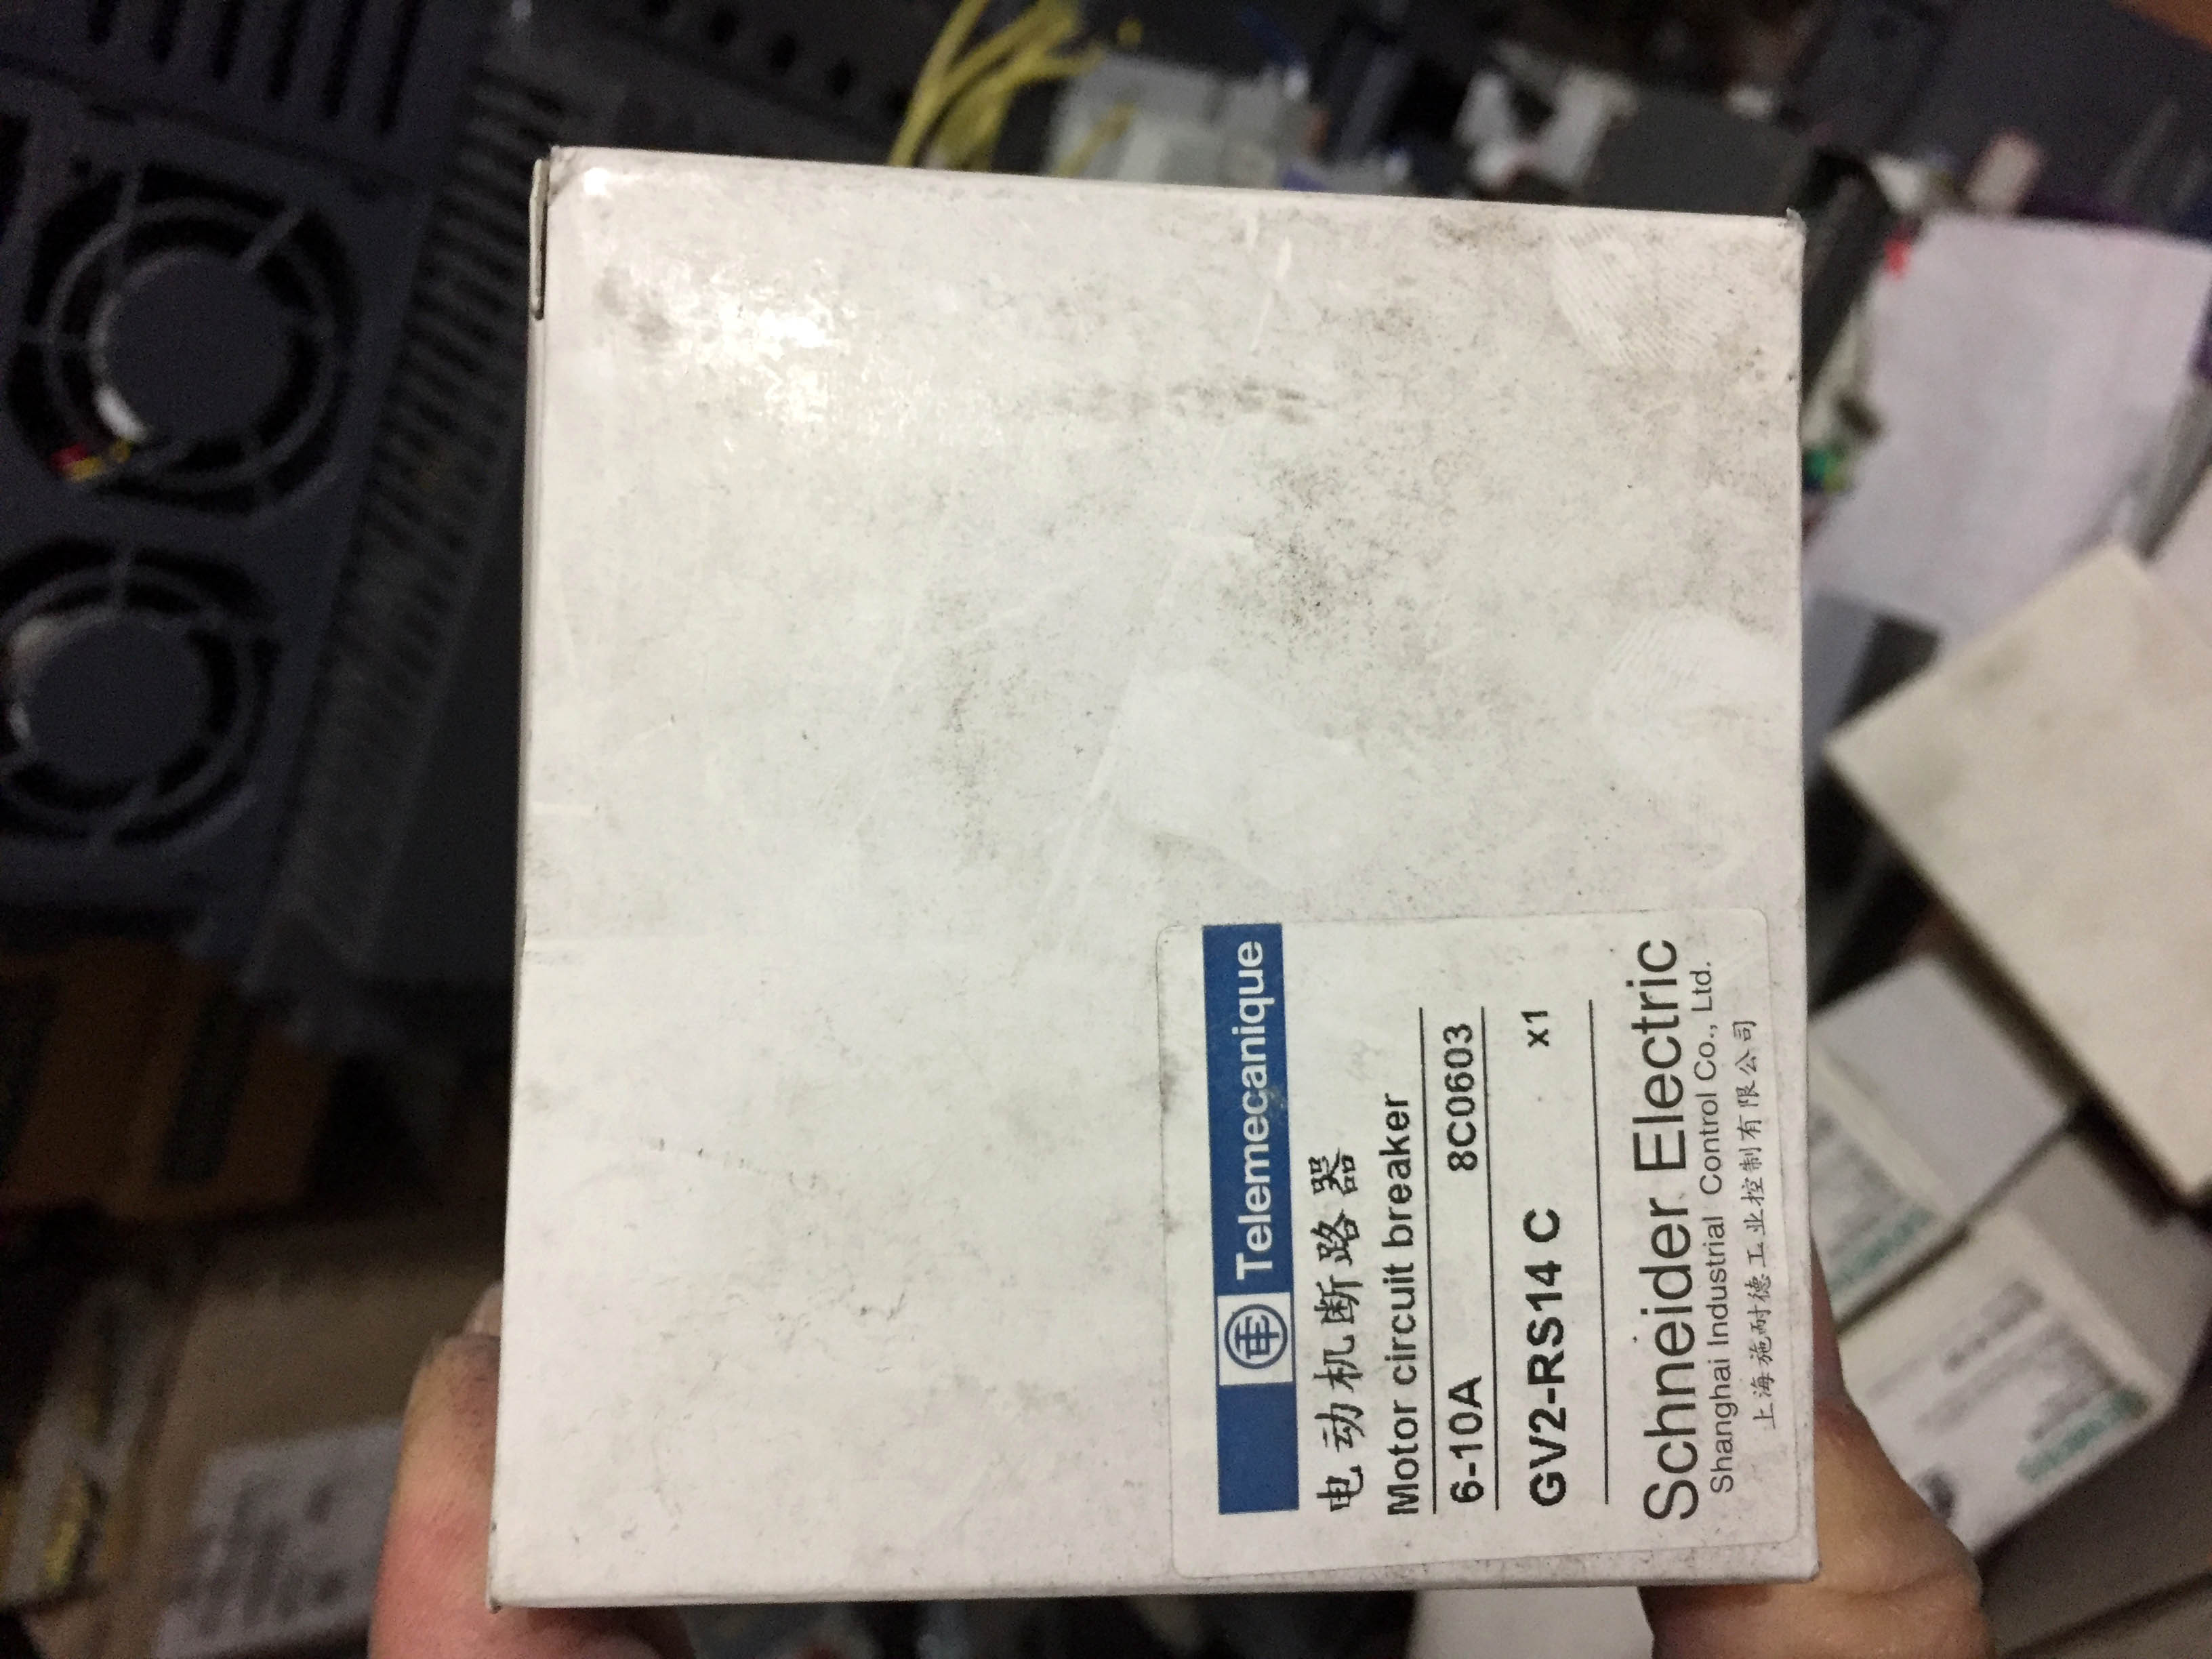 Telemecanique
电动机断路器
Motor circuit breaker
6-10A 8C0603
GV2-RS14 C x1
Schneider Electric
Shanghai Industrial Control Co., Ltd.
上海施耐德工业控制有限公司